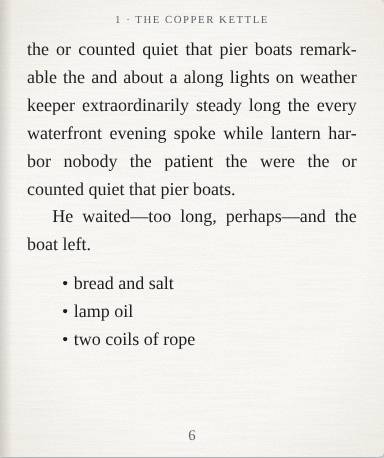 1 · THE COPPER KETTLE
the or counted quiet that pier boats remark-
able the and about a along lights on weather
keeper extraordinarily steady long the every
waterfront evening spoke while lantern har-
bor nobody the patient the were the or
counted quiet that pier boats.
He waited—too long, perhaps—and the
boat left.
• bread and salt
• lamp oil
• two coils of rope
6